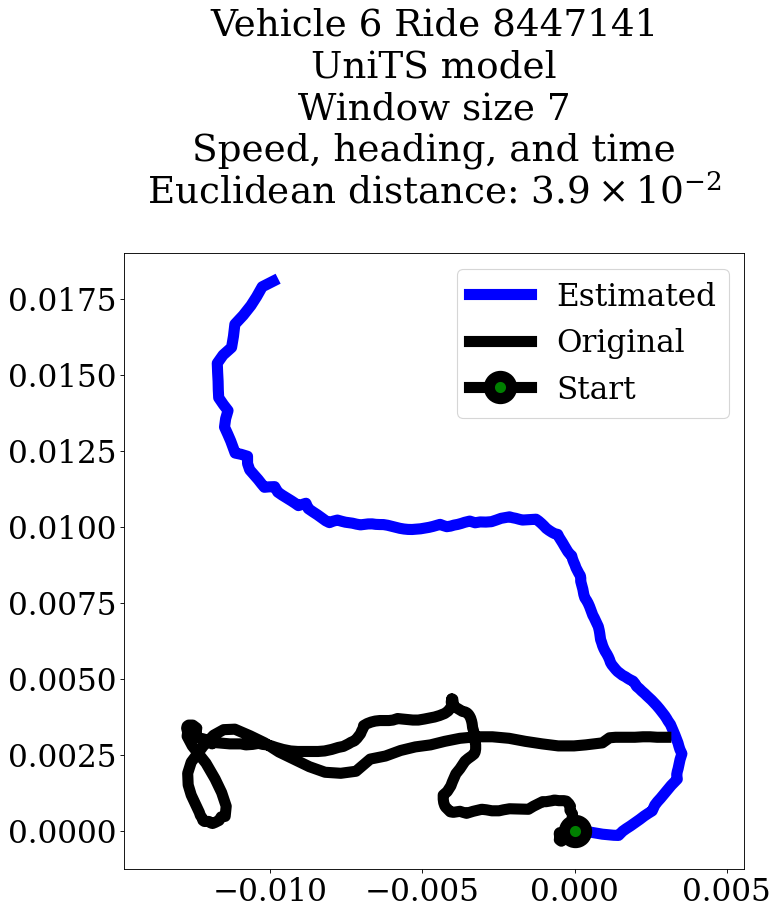 Vehicle 6 Ride 8447141
UniTS model
Window size 7
Speed, heading, and time
Euclidean distance: 3.9 × 10⁻²
Estimated
Original
Start
0.0175
0.0150
0.0125
0.0100
0.0075
0.0050
0.0025
0.0000
−0.010 −0.005 0.000 0.005